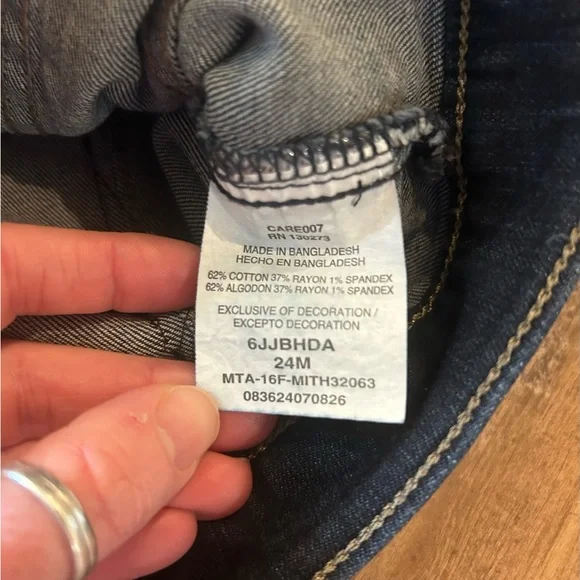 CARE007
RN 130273
MADE IN BANGLADESH
HECHO EN BANGLADESH
62% COTTON 37% RAYON 1% SPANDEX
62% ALGODON 37% RAYON 1% SPANDEX
EXCLUSIVE OF DECORATION /
EXCEPTO DECORATION
6JJBHDA
24M
MTA-16F-MITH32063
083624070826